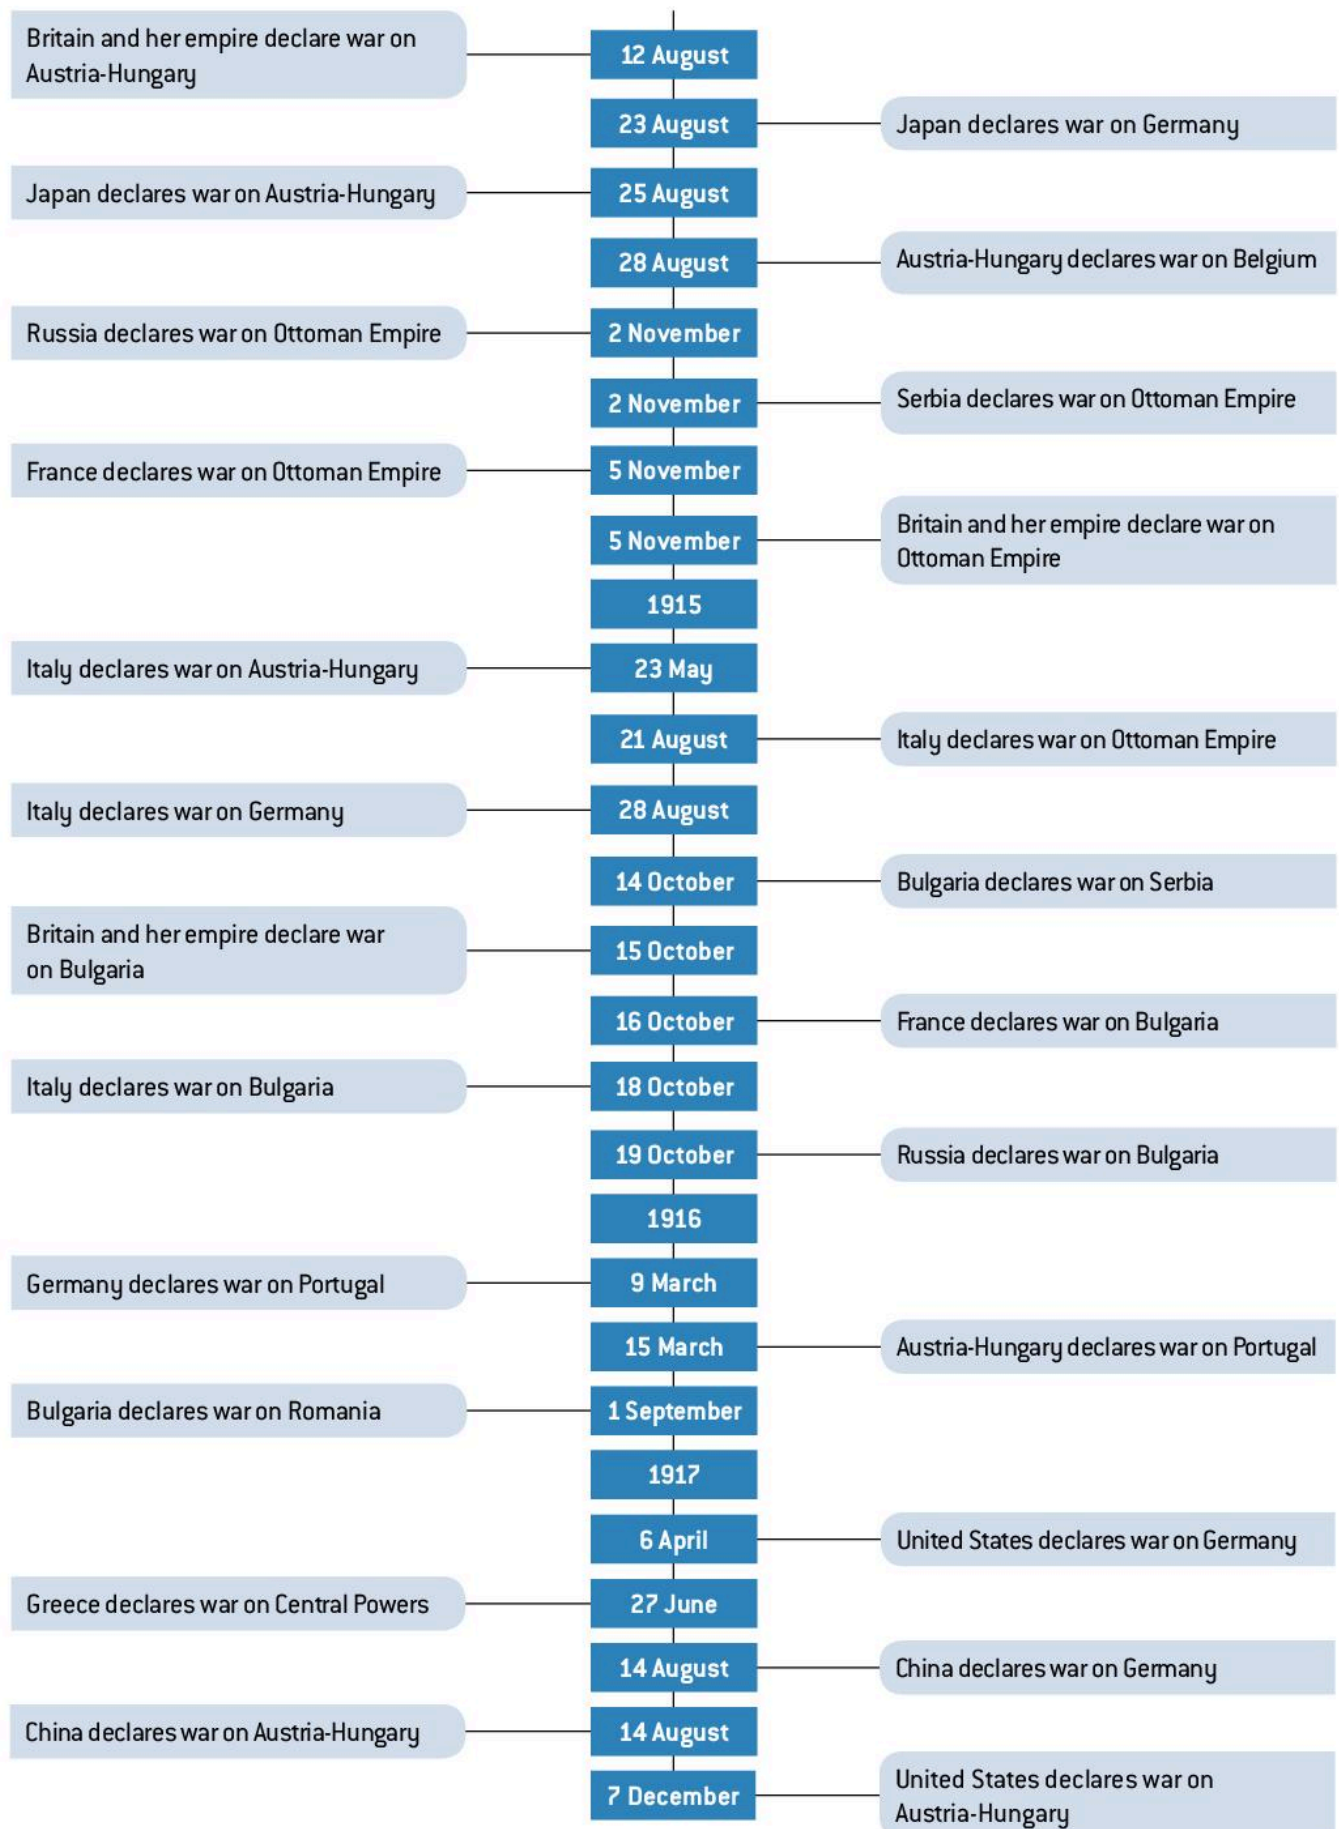 Britain and her empire declare war on
Austria-Hungary
12 August
23 August
Japan declares war on Germany
Japan declares war on Austria-Hungary
25 August
28 August
Austria-Hungary declares war on Belgium
Russia declares war on Ottoman Empire
2 November
2 November
Serbia declares war on Ottoman Empire
France declares war on Ottoman Empire
5 November
5 November
Britain and her empire declare war on
Ottoman Empire
1915
Italy declares war on Austria-Hungary
23 May
21 August
Italy declares war on Ottoman Empire
Italy declares war on Germany
28 August
14 October
Bulgaria declares war on Serbia
Britain and her empire declare war
on Bulgaria
15 October
16 October
France declares war on Bulgaria
Italy declares war on Bulgaria
18 October
19 October
Russia declares war on Bulgaria
1916
Germany declares war on Portugal
9 March
15 March
Austria-Hungary declares war on Portugal
Bulgaria declares war on Romania
1 September
1917
6 April
United States declares war on Germany
Greece declares war on Central Powers
27 June
14 August
China declares war on Germany
China declares war on Austria-Hungary
14 August
7 December
United States declares war on
Austria-Hungary